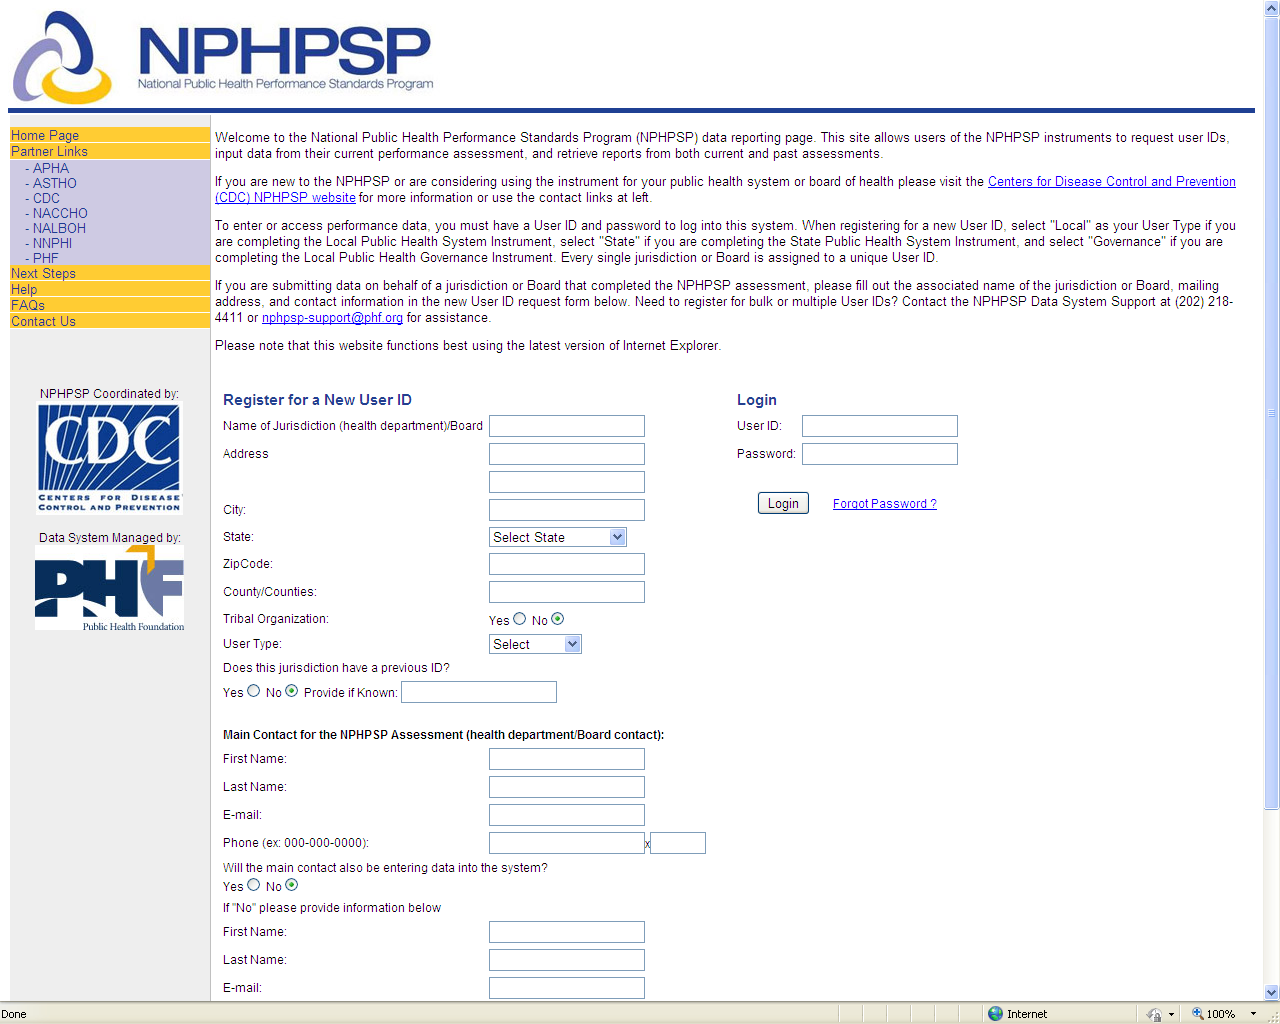 NPHPSP
National Public Health Performance Standards Program
Home Page
Partner Links
- APHA
- ASTHO
- CDC
- NACCHO
- NALBOH
- NNPHI
- PHF
Next Steps
Help
FAQs
Contact Us
NPHPSP Coordinated by:
CDC
CENTERS FOR DISEASE
CONTROL AND PREVENTION
Data System Managed by:
PHF
Public Health Foundation
Welcome to the National Public Health Performance Standards Program (NPHPSP) data reporting page. This site allows users of the NPHPSP instruments to request user IDs,
input data from their current performance assessment, and retrieve reports from both current and past assessments.
If you are new to the NPHPSP or are considering using the instrument for your public health system or board of health please visit the Centers for Disease Control and Prevention
(CDC) NPHPSP website for more information or use the contact links at left.
To enter or access performance data, you must have a User ID and password to log into this system. When registering for a new User ID, select "Local" as your User Type if you
are completing the Local Public Health System Instrument, select "State" if you are completing the State Public Health System Instrument, and select "Governance" if you are
completing the Local Public Health Governance Instrument. Every single jurisdiction or Board is assigned to a unique User ID.
If you are submitting data on behalf of a jurisdiction or Board that completed the NPHPSP assessment, please fill out the associated name of the jurisdiction or Board, mailing
address, and contact information in the new User ID request form below. Need to register for bulk or multiple User IDs? Contact the NPHPSP Data System Support at (202) 218-
4411 or nphpsp-support@phf.org for assistance.
Please note that this website functions best using the latest version of Internet Explorer.
Register for a New User ID
Name of Jurisdiction (health department)/Board
Address
City:
State: Select State
ZipCode:
County/Counties:
Tribal Organization: Yes No
User Type: Select
Does this jurisdiction have a previous ID?
Yes No Provide if Known:
Main Contact for the NPHPSP Assessment (health department/Board contact):
First Name:
Last Name:
E-mail:
Phone (ex: 000-000-0000): x
Will the main contact also be entering data into the system?
Yes No
If "No" please provide information below
First Name:
Last Name:
E-mail:
Login
User ID:
Password:
Login Forgot Password ?
Done Internet 100%